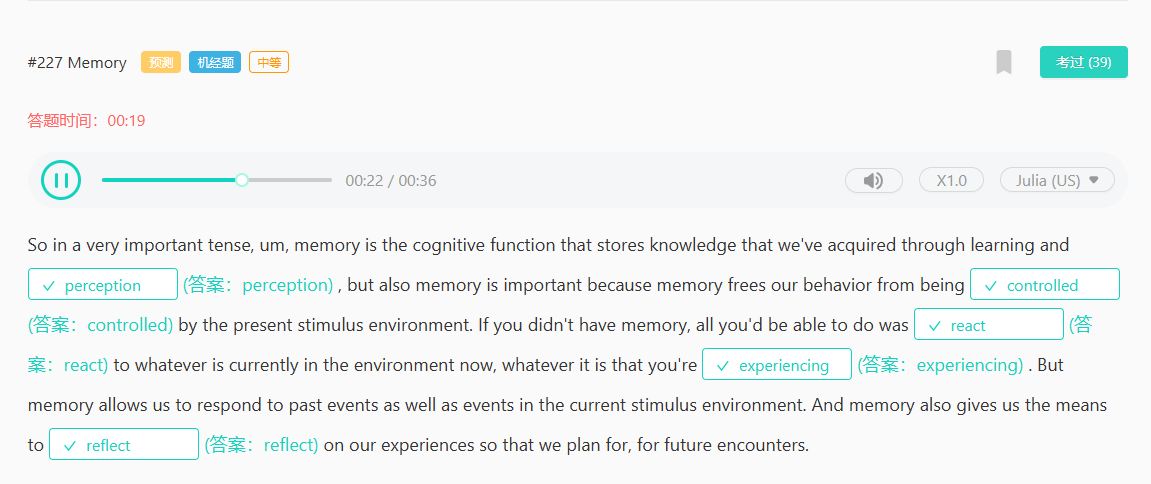 #227 Memory 预测 机经题 中等 考过 (39)
答题时间：00:19
00:22 / 00:36 X1.0 Julia (US)
So in a very important tense, um, memory is the cognitive function that stores knowledge that we've acquired through learning and
perception (答案：perception) , but also memory is important because memory frees our behavior from being controlled
(答案：controlled) by the present stimulus environment. If you didn't have memory, all you'd be able to do was react (答
案：react) to whatever is currently in the environment now, whatever it is that you're experiencing (答案：experiencing) . But
memory allows us to respond to past events as well as events in the current stimulus environment. And memory also gives us the means
to reflect (答案：reflect) on our experiences so that we plan for, for future encounters.